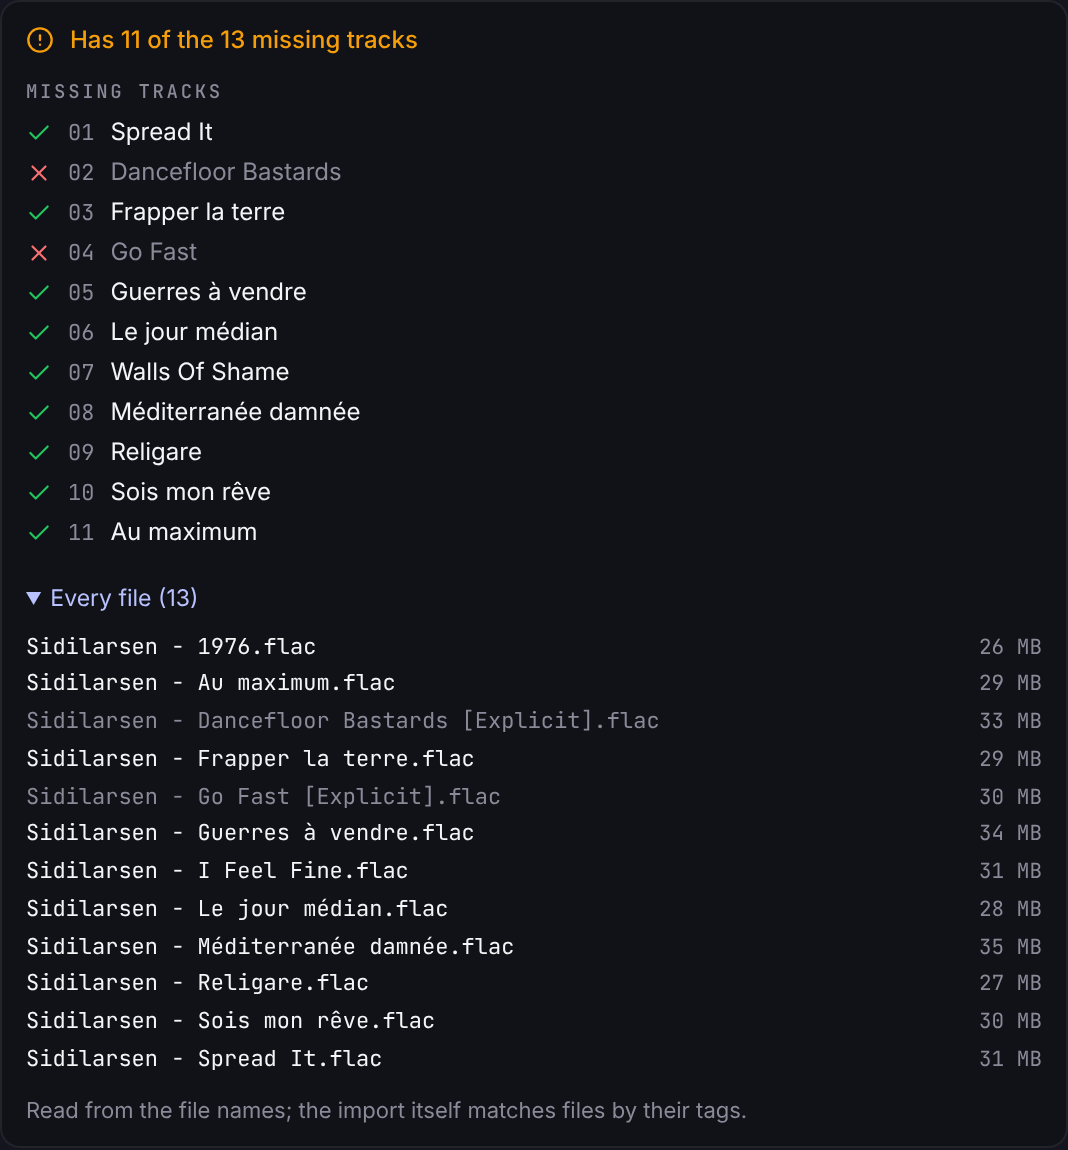 Has 11 of the 13 missing tracks
MISSING TRACKS
01 Spread It
02 Dancefloor Bastards
03 Frapper la terre
04 Go Fast
05 Guerres à vendre
06 Le jour médian
07 Walls Of Shame
08 Méditerranée damnée
09 Religare
10 Sois mon rêve
11 Au maximum
Every file (13)
Sidilarsen - 1976.flac 26 MB
Sidilarsen - Au maximum.flac 29 MB
Sidilarsen - Dancefloor Bastards [Explicit].flac 33 MB
Sidilarsen - Frapper la terre.flac 29 MB
Sidilarsen - Go Fast [Explicit].flac 30 MB
Sidilarsen - Guerres à vendre.flac 34 MB
Sidilarsen - I Feel Fine.flac 31 MB
Sidilarsen - Le jour médian.flac 28 MB
Sidilarsen - Méditerranée damnée.flac 35 MB
Sidilarsen - Religare.flac 27 MB
Sidilarsen - Sois mon rêve.flac 30 MB
Sidilarsen - Spread It.flac 31 MB
Read from the file names; the import itself matches files by their tags.